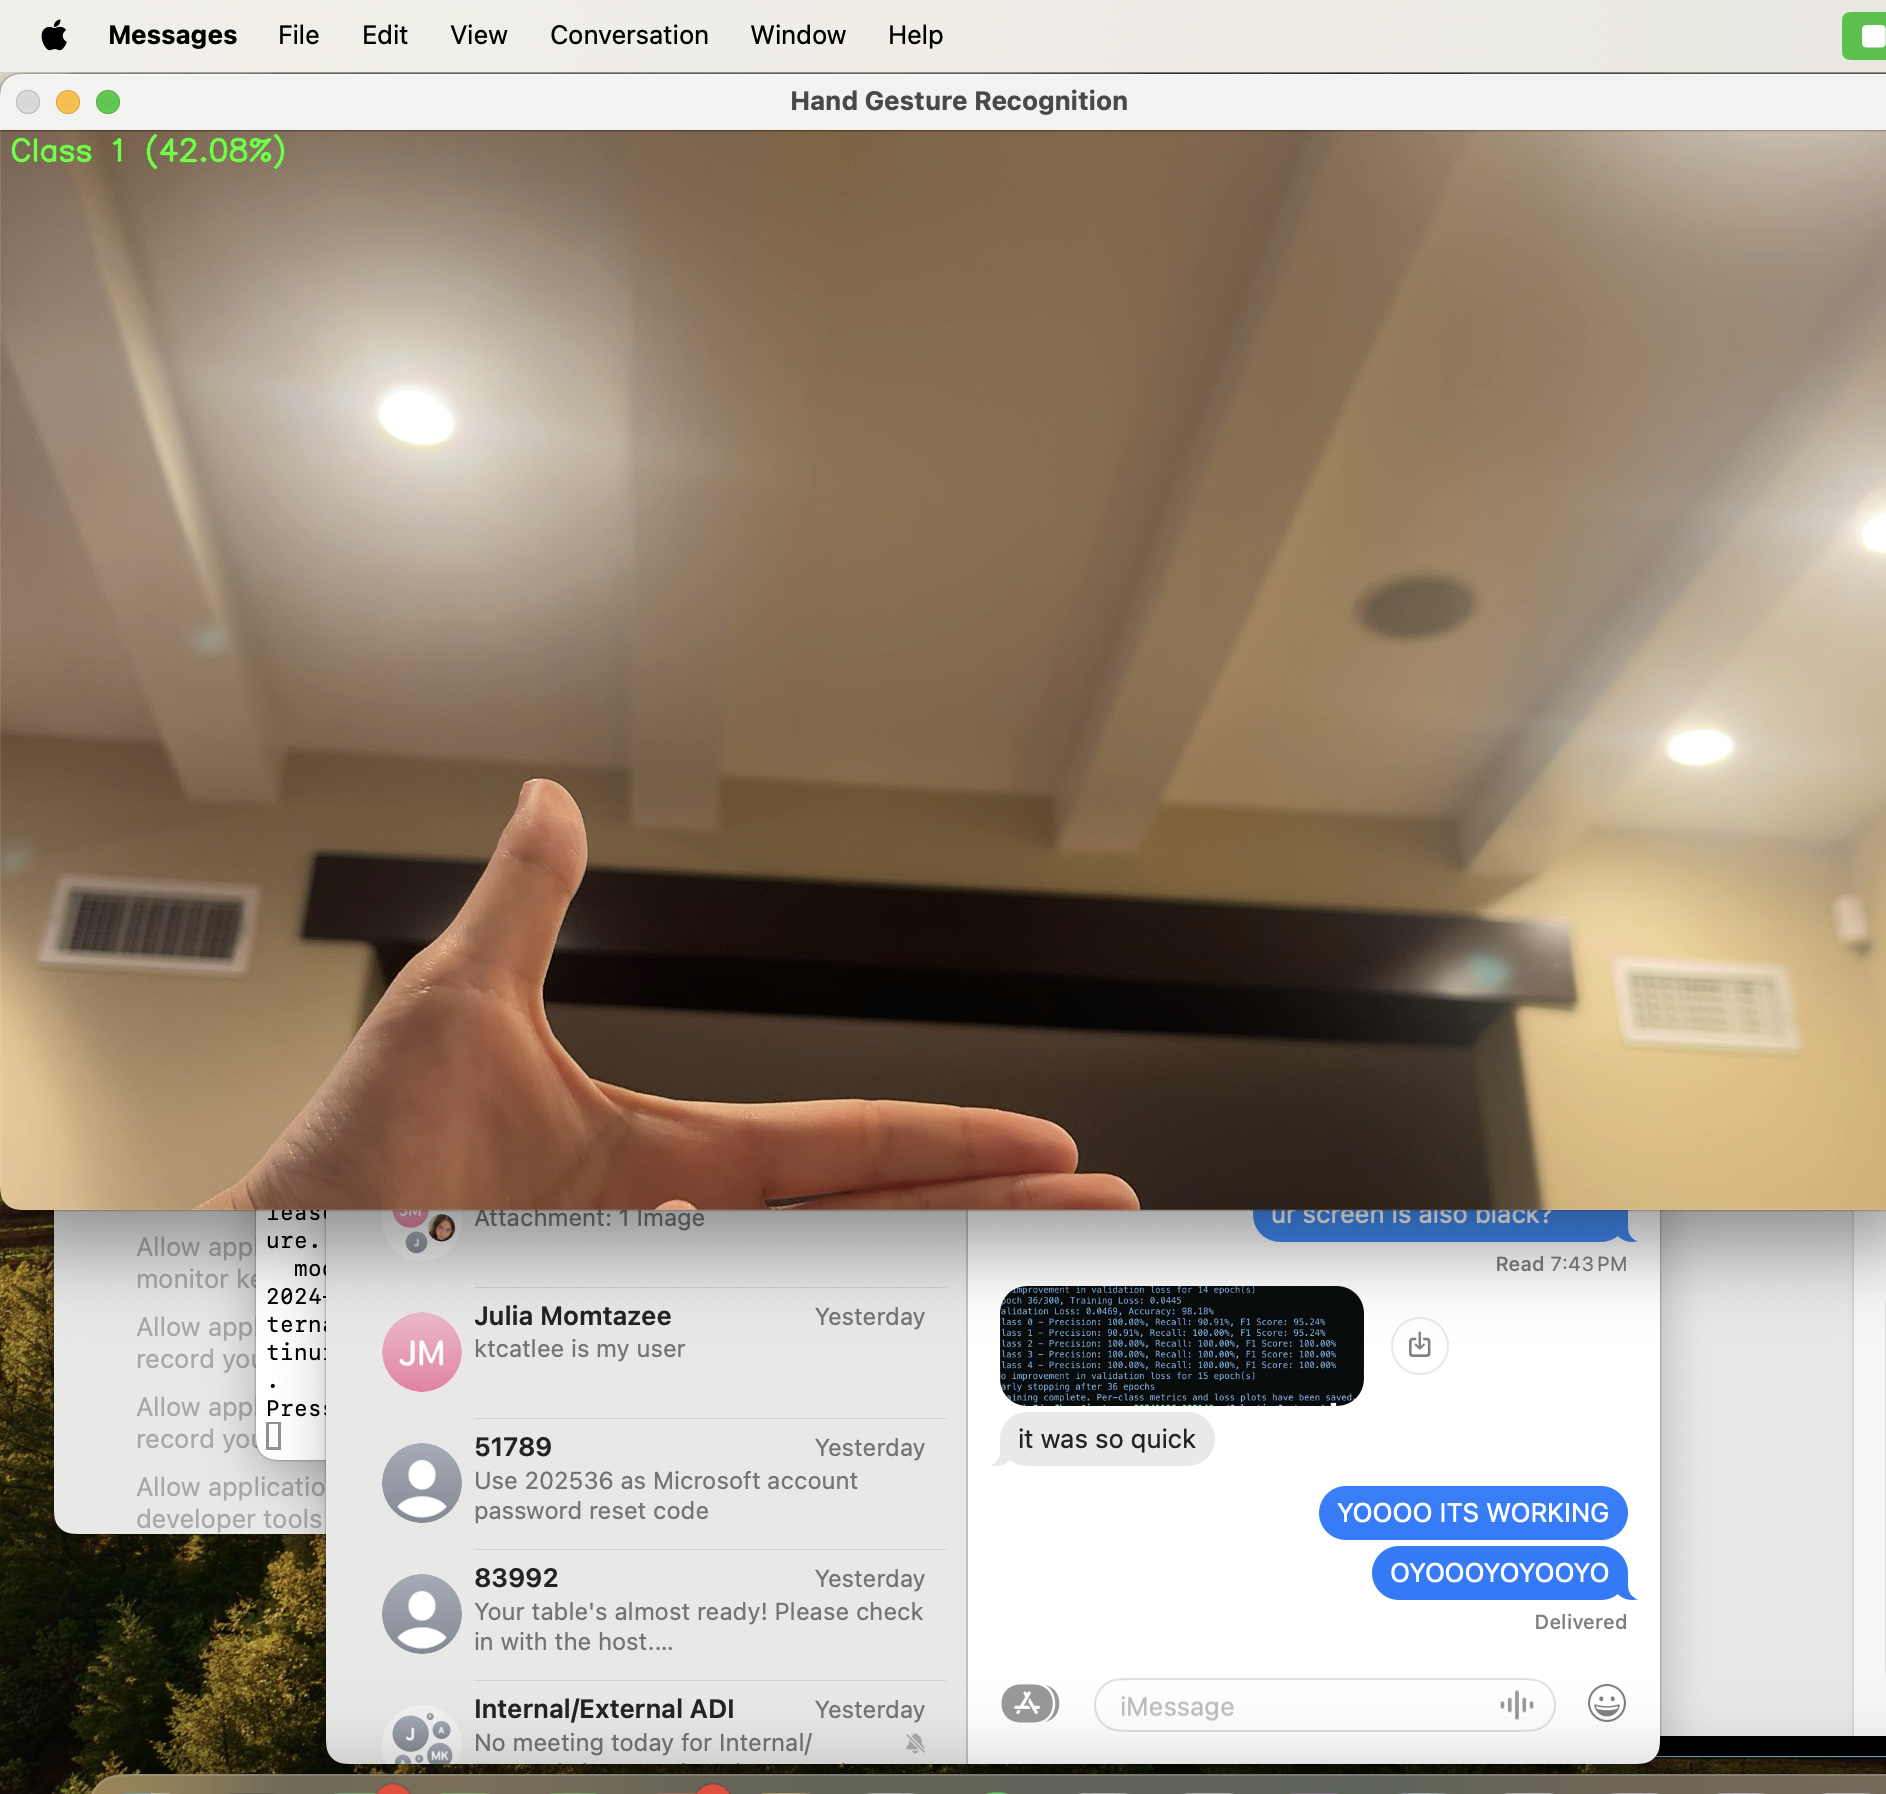 Messages File Edit View Conversation Window Help
Hand Gesture Recognition
Class 1 (42.08%)
lease
ure.
mod
2024-
terna
tinui
.
Press
Allow app
monitor ke
Allow app
record you
Allow app
record you
Allow applicatio
developer tools
JM
J
Attachment: 1 Image
JM
Julia Momtazee
Yesterday
ktcatlee is my user
51789
Yesterday
Use 202536 as Microsoft account
password reset code
83992
Yesterday
Your table's almost ready! Please check
in with the host....
J
A
A
MK
Internal/External ADI
Yesterday
No meeting today for Internal/
ur screen is also black?
Read 7:43 PM
improvement in validation loss for 14 epoch(s)
poch 36/300, Training Loss: 0.0445
alidation Loss: 0.0469, Accuracy: 98.18%
lass 0 - Precision: 100.00%, Recall: 90.91%, F1 Score: 95.24%
lass 1 - Precision: 90.91%, Recall: 100.00%, F1 Score: 95.24%
lass 2 - Precision: 100.00%, Recall: 100.00%, F1 Score: 100.00%
lass 3 - Precision: 100.00%, Recall: 100.00%, F1 Score: 100.00%
lass 4 - Precision: 100.00%, Recall: 100.00%, F1 Score: 100.00%
o improvement in validation loss for 15 epoch(s)
arly stopping after 36 epochs
aining complete. Per-class metrics and loss plots have been saved
it was so quick
YOOOO ITS WORKING
OYOOOYOYOOYO
Delivered
iMessage